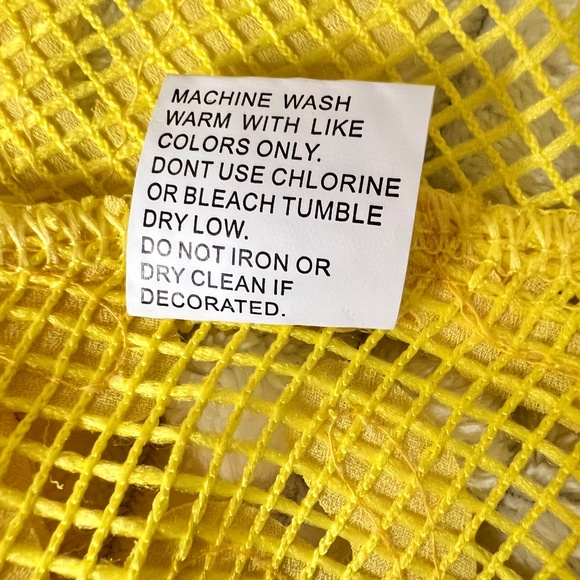 MACHINE WASH
WARM WITH LIKE
COLORS ONLY.
DONT USE CHLORINE
OR BLEACH TUMBLE
DRY LOW.
DO NOT IRON OR
DRY CLEAN IF
DECORATED.